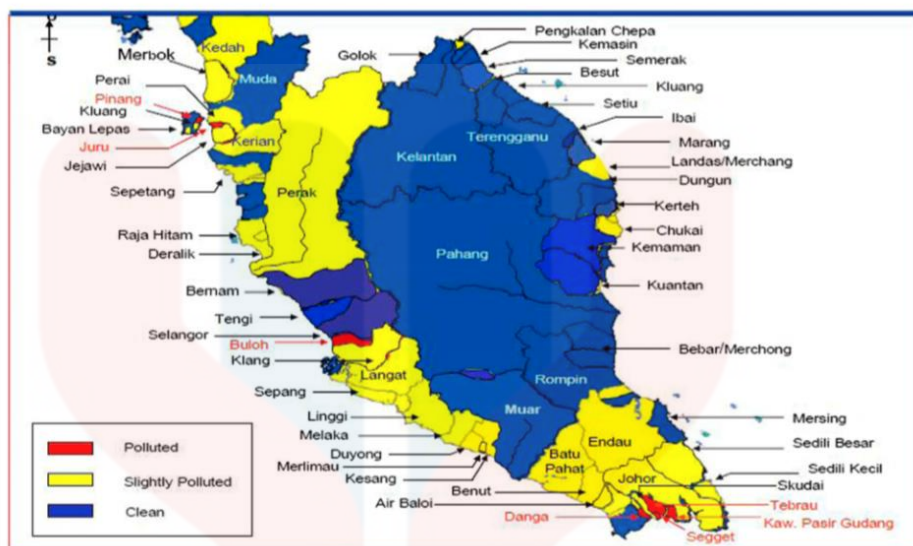 S
Kedah
Merbok
Muda
Perai
Pinang
Kluang
Bayan Lepas
Juru
Kerian
Jejawi
Sepetang
Perak
Raja Hitam
Deralik
Bernam
Tengi
Selangor
Buloh
Klang
Langat
Sepang
Linggi
Melaka
Duyong
Merlimau
Kesang
Benut
Air Baloi
Danga
Golok
Pengkalan Chepa
Kemasin
Semerak
Besut
Kluang
Setiu
Ibai
Terengganu
Marang
Kelantan
Landas/Merchang
Dungun
Kerteh
Chukai
Kemaman
Pahang
Kuantan
Bebar/Merchong
Rompin
Muar
Mersing
Endau
Sedili Besar
Batu
Pahat
Sedili Kecil
Johor
Skudai
Tebrau
Kaw. Pasir Gudang
Segget
Polluted
Slightly Polluted
Clean